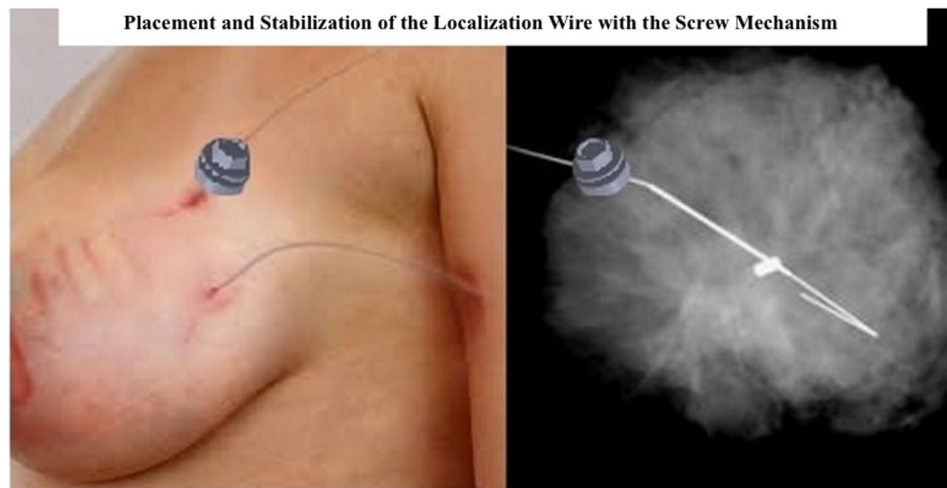 Placement and Stabilization of the Localization Wire with the Screw Mechanism